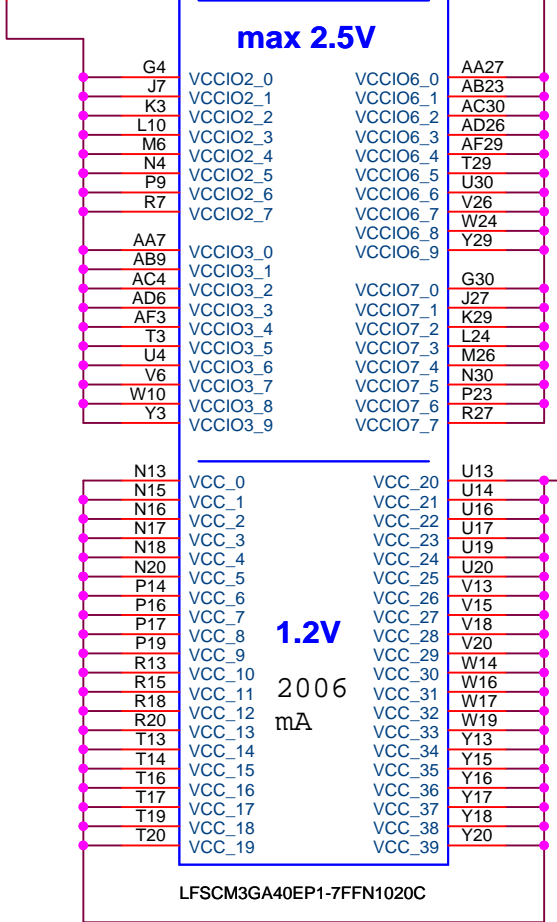 max 2.5V
G4 VCCIO2_0 VCCIO6_0 AA27
J7 VCCIO2_1 VCCIO6_1 AB23
K3 VCCIO2_2 VCCIO6_2 AC30
L10 VCCIO2_3 VCCIO6_3 AD26
M6 VCCIO2_4 VCCIO6_4 AF29
N4 VCCIO2_5 VCCIO6_5 T29
P9 VCCIO2_6 VCCIO6_6 U30
R7 VCCIO2_7 VCCIO6_7 V26
VCCIO6_8 W24
AA7 VCCIO3_0 VCCIO6_9 Y29
AB9 VCCIO3_1
AC4 VCCIO3_2 VCCIO7_0 G30
AD6 VCCIO3_3 VCCIO7_1 J27
AF3 VCCIO3_4 VCCIO7_2 K29
T3 VCCIO3_5 VCCIO7_3 L24
U4 VCCIO3_6 VCCIO7_4 M26
V6 VCCIO3_7 VCCIO7_5 N30
W10 VCCIO3_8 VCCIO7_6 P23
Y3 VCCIO3_9 VCCIO7_7 R27
N13 VCC_0 VCC_20 U13
N15 VCC_1 VCC_21 U14
N16 VCC_2 VCC_22 U16
N17 VCC_3 VCC_23 U17
N18 VCC_4 VCC_24 U19
N20 VCC_5 VCC_25 U20
P14 VCC_6 VCC_26 V13
P16 VCC_7 VCC_27 V15
P17 VCC_8 1.2V VCC_28 V18
P19 VCC_9 VCC_29 V20
R13 VCC_10 VCC_30 W14
R15 VCC_11 2006 VCC_31 W16
R18 VCC_12 VCC_32 W17
R20 VCC_13 mA VCC_33 W19
T13 VCC_14 VCC_34 Y13
T14 VCC_15 VCC_35 Y15
T16 VCC_16 VCC_36 Y16
T17 VCC_17 VCC_37 Y17
T19 VCC_18 VCC_38 Y18
T20 VCC_19 VCC_39 Y20
LFSCM3GA40EP1-7FFN1020C